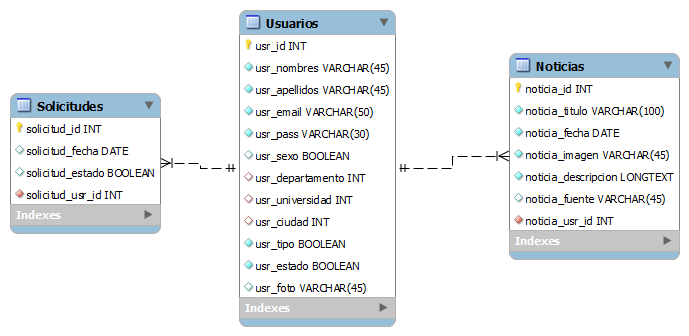 Solicitudes
solicitud_id INT
solicitud_fecha DATE
solicitud_estado BOOLEAN
solicitud_usr_id INT
Indexes
Usuarios
usr_id INT
usr_nombres VARCHAR(45)
usr_apellidos VARCHAR(45)
usr_email VARCHAR(50)
usr_pass VARCHAR(30)
usr_sexo BOOLEAN
usr_departamento INT
usr_universidad INT
usr_ciudad INT
usr_tipo BOOLEAN
usr_estado BOOLEAN
usr_foto VARCHAR(45)
Indexes
Noticias
noticia_id INT
noticia_titulo VARCHAR(100)
noticia_fecha DATE
noticia_imagen VARCHAR(45)
noticia_descripcion LONGTEXT
noticia_fuente VARCHAR(45)
noticia_usr_id INT
Indexes